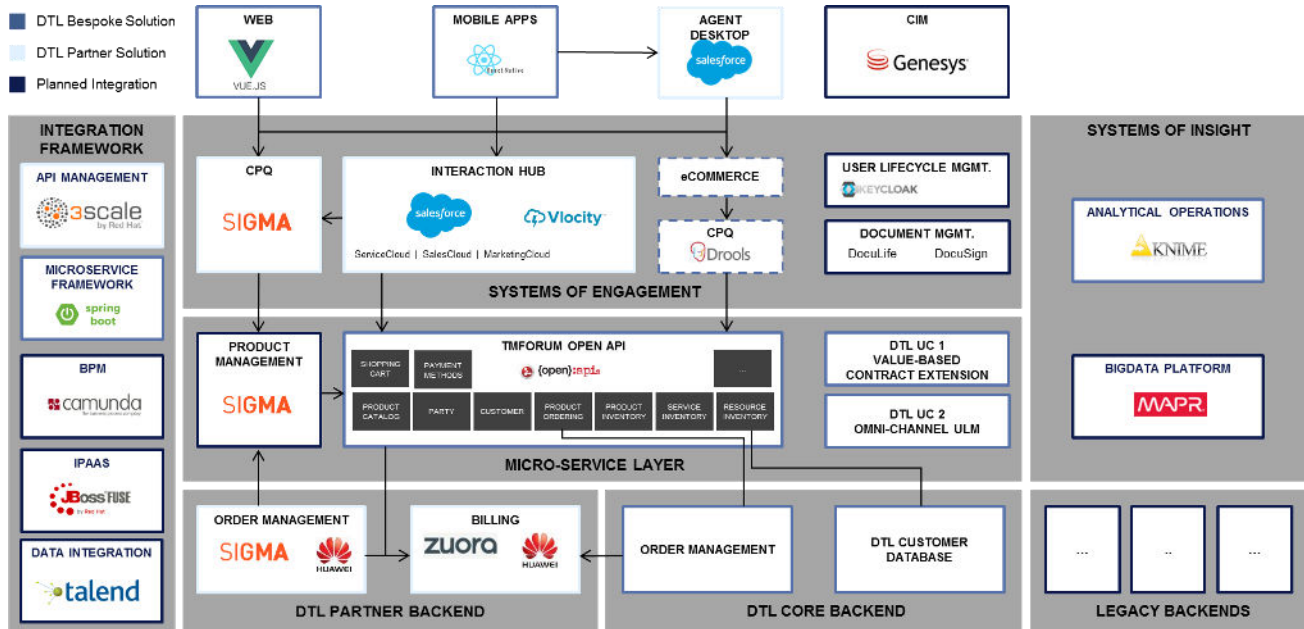 DTL Bespoke Solution
DTL Partner Solution
Planned Integration
WEB
VUE.JS
MOBILE APPS
React Native
AGENT
DESKTOP
salesforce
CIM
Genesys
INTEGRATION
FRAMEWORK
API MANAGEMENT
3scale
by Red Hat
MICROSERVICE
FRAMEWORK
spring
boot
BPM
camunda
IPAAS
JBoss FUSE
by Red Hat
DATA INTEGRATION
talend
CPQ
SIGMA
INTERACTION HUB
salesforce
Vlocity
ServiceCloud | SalesCloud | MarketingCloud
eCOMMERCE
CPQ
Drools
USER LIFECYCLE MGMT.
KEYCLOAK
DOCUMENT MGMT.
DocuLife DocuSign
SYSTEMS OF ENGAGEMENT
PRODUCT
MANAGEMENT
SIGMA
TMFORUM OPEN API
{open}:apis
SHOPPING
CART
PAYMENT
METHODS
...
PRODUCT
CATALOG
PARTY
CUSTOMER
PRODUCT
ORDERING
PRODUCT
INVENTORY
SERVICE
INVENTORY
RESOURCE
INVENTORY
DTL UC 1
VALUE-BASED
CONTRACT EXTENSION
DTL UC 2
OMNI-CHANNEL ULM
MICRO-SERVICE LAYER
ORDER MANAGEMENT
SIGMA
HUAWEI
BILLING
zuora
HUAWEI
DTL PARTNER BACKEND
ORDER MANAGEMENT
DTL CUSTOMER
DATABASE
DTL CORE BACKEND
SYSTEMS OF INSIGHT
ANALYTICAL OPERATIONS
KNIME
BIGDATA PLATFORM
MAPR
...
..
...
LEGACY BACKENDS